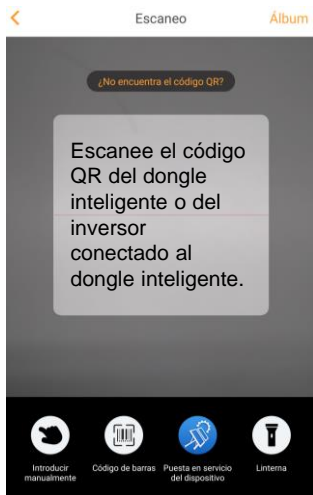 Escaneo
Álbum
¿No encuentra el código QR?
Escanee el código
QR del dongle
inteligente o del
inversor
conectado al
dongle inteligente.
Introducir
manualmente
Código de barras
Puesta en servicio
del dispositivo
Linterna